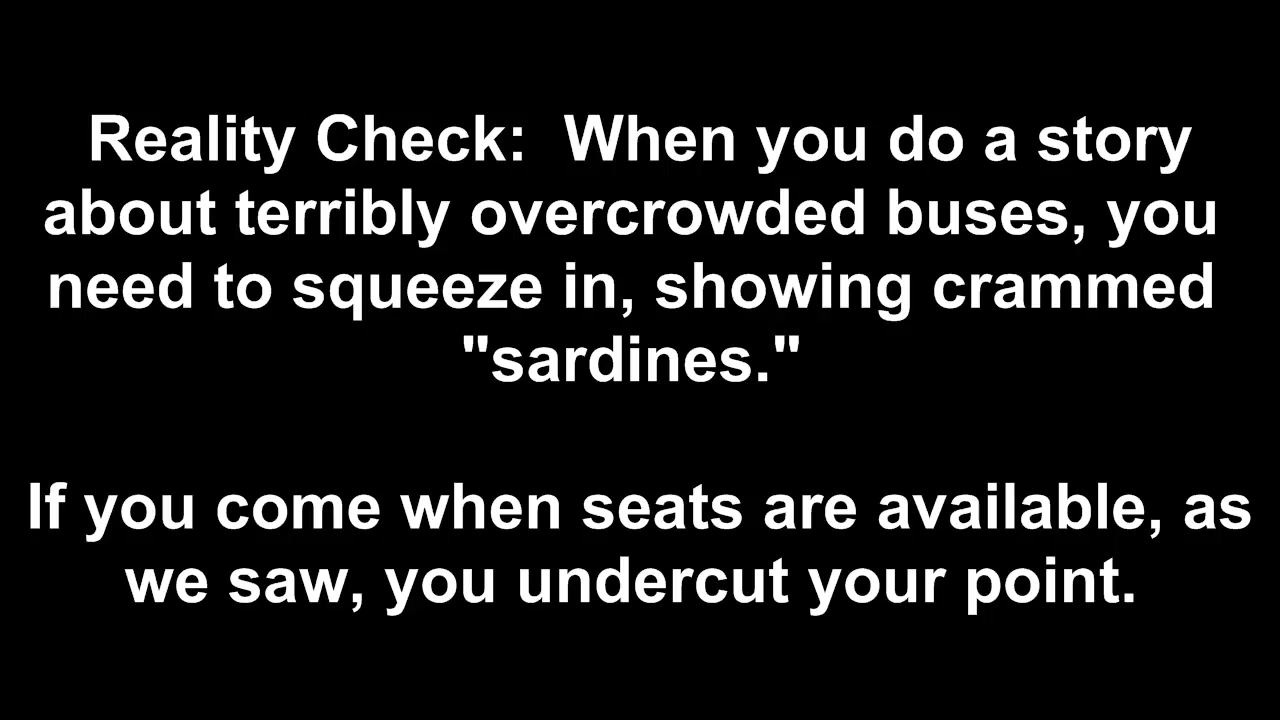 Reality Check:  When you do a story
about terribly overcrowded buses, you
need to squeeze in, showing crammed
"sardines."
If you come when seats are available, as
we saw, you undercut your point.